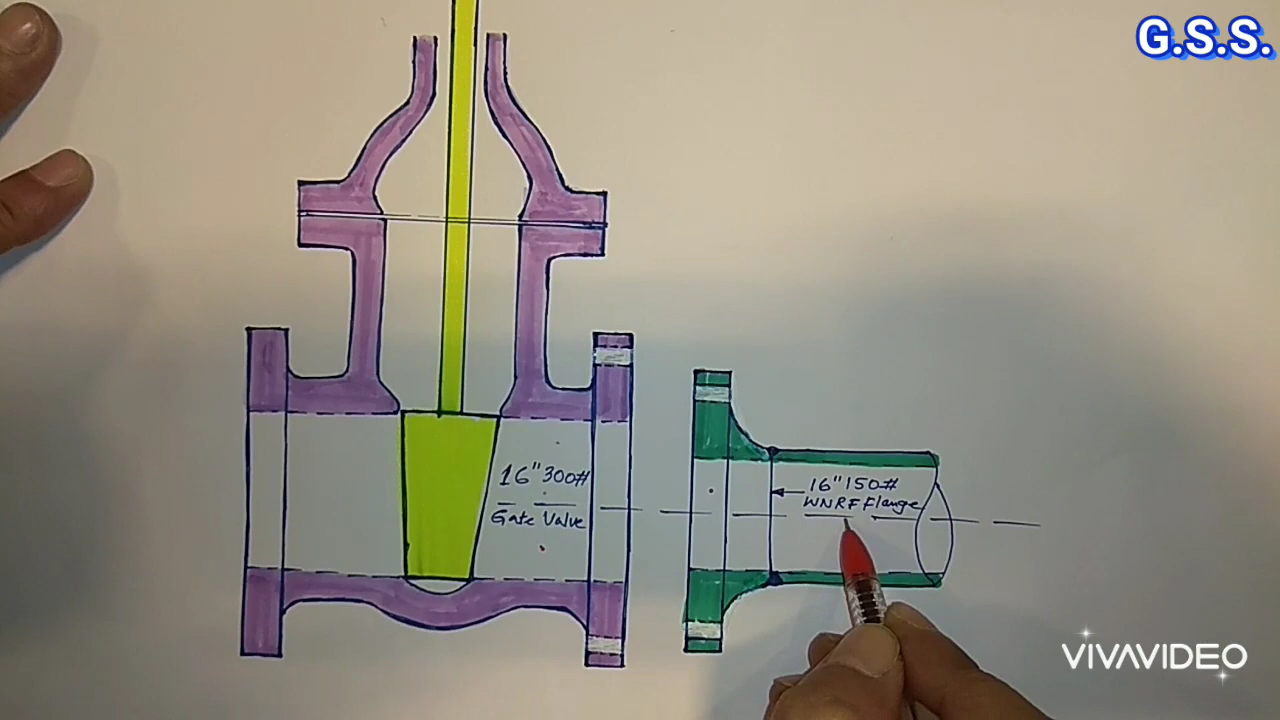 G.S.S.
16"300#
Gate Valve
16"150#
WNRF Flange
VIVAVIDEO